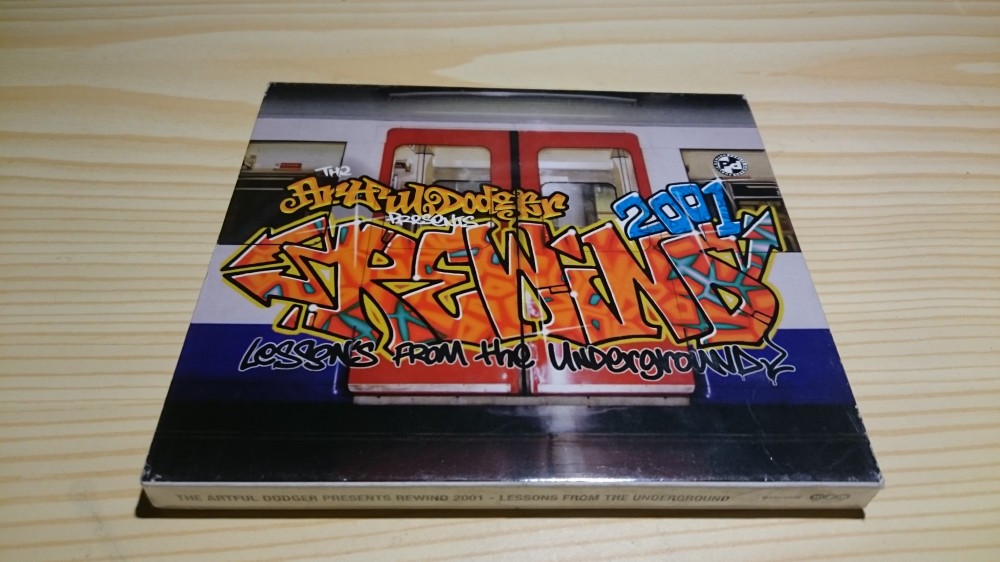 THE
ARTFUL DODGER
PRESENTS
2001
REWIND
LESSONS FROM the UNDERGROUND
THE ARTFUL DODGER PRESENTS REWIND 2001 - LESSONS FROM THE UNDERGROUND